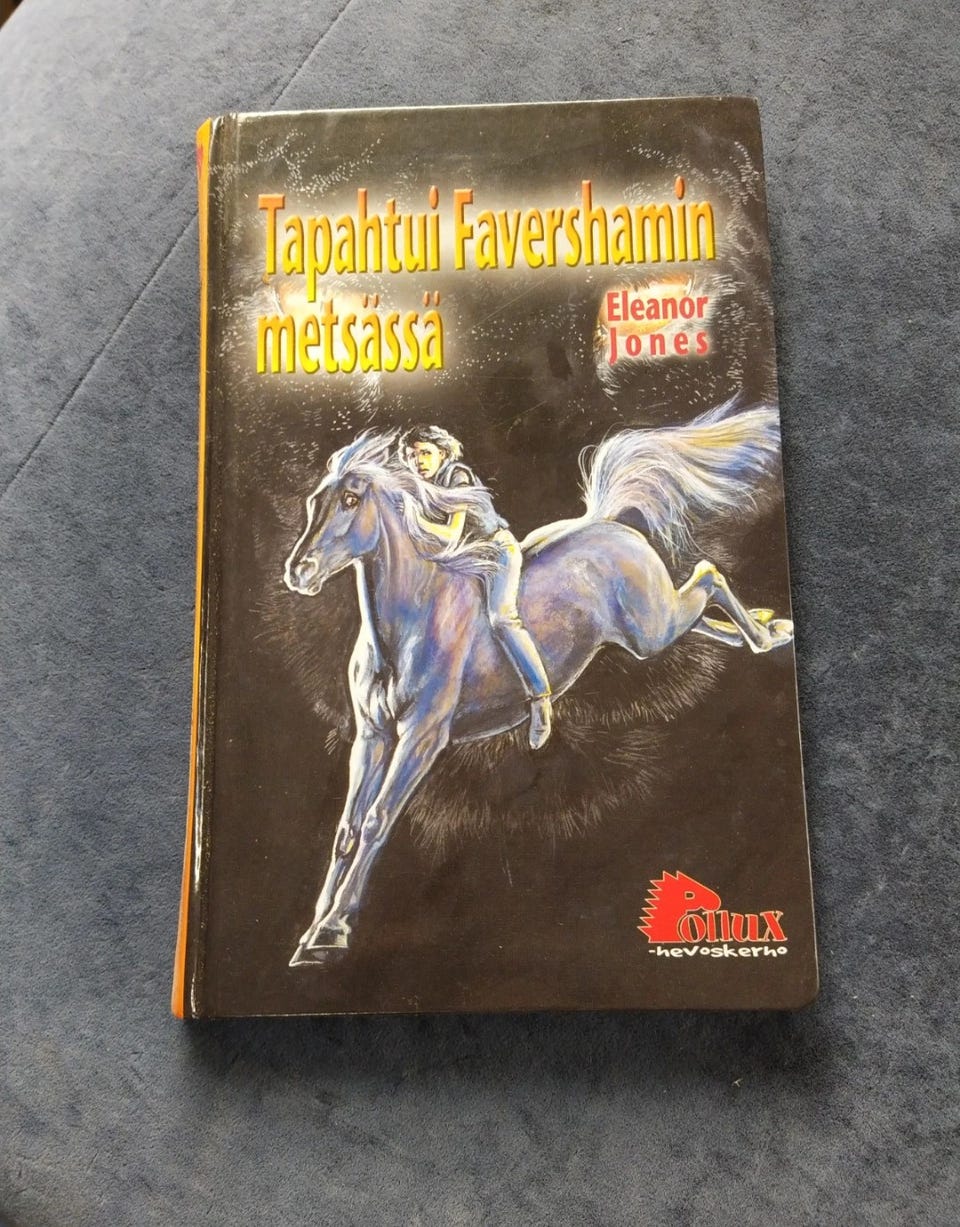 Tapahtui Favershamin
metsässä
Eleanor
Jones
Pollux
-hevoskerho